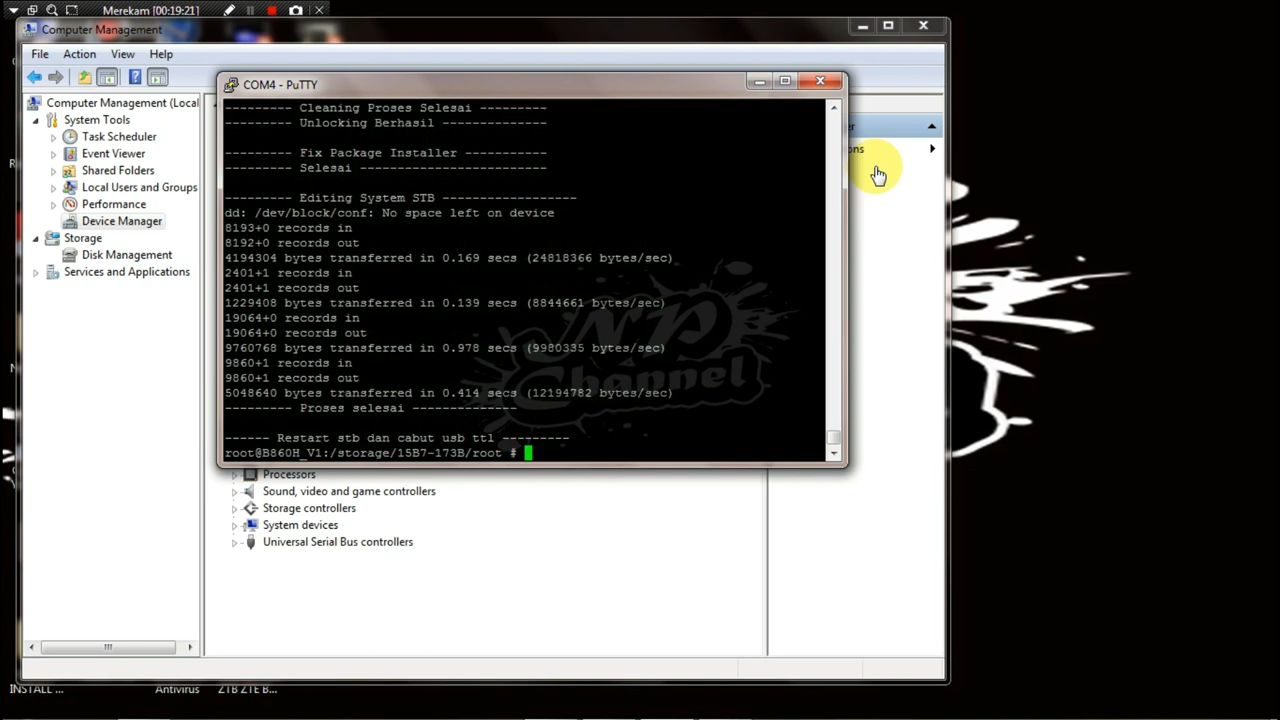 Merekam [00:19:21]
Computer Management
File Action View Help
COM4 - PuTTY
Computer Management (Local
System Tools
Task Scheduler
Event Viewer
Shared Folders
Local Users and Groups
Performance
Device Manager
Storage
Disk Management
Services and Applications
--------- Cleaning Proses Selesai ---------
--------- Unlocking Berhasil --------------
--------- Fix Package Installer
--------- Selesai -------------------------
--------- Editing System STB ------------------
dd: /dev/block/conf: No space left on device
8193+0 records in
8192+0 records out
4194304 bytes transferred in 0.169 secs (24818366 bytes/sec)
2401+1 records in
2401+1 records out
1229408 bytes transferred in 0.139 secs (8844661 bytes/sec)
19064+0 records in
19064+0 records out
9760768 bytes transferred in 0.978 secs (9980335 bytes/sec)
9860+1 records in
9860+1 records out
5048640 bytes transferred in 0.414 secs (12194782 bytes/sec)
--------- Proses selesai --------------
------ Restart stb dan cabut usb ttl ---------
root@B860H_V1:/storage/15B7-173B/root #
NP
Channel
er
ons
Processors
Sound, video and game controllers
Storage controllers
System devices
Universal Serial Bus controllers
INSTALL ... Antivirus ZTB ZTE B...